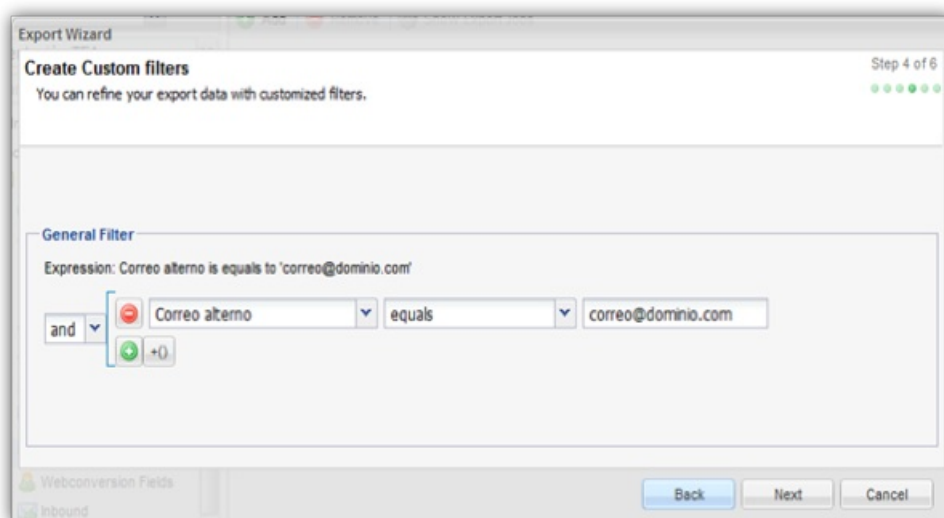 Export Wizard
Create Custom filters
Step 4 of 6
You can refine your export data with customized filters.
General Filter
Expression: Correo alterno is equals to 'correo@dominio.com'
and
Correo alterno
equals
correo@dominio.com
+()
Webconversion Fields
Inbound
Back
Next
Cancel